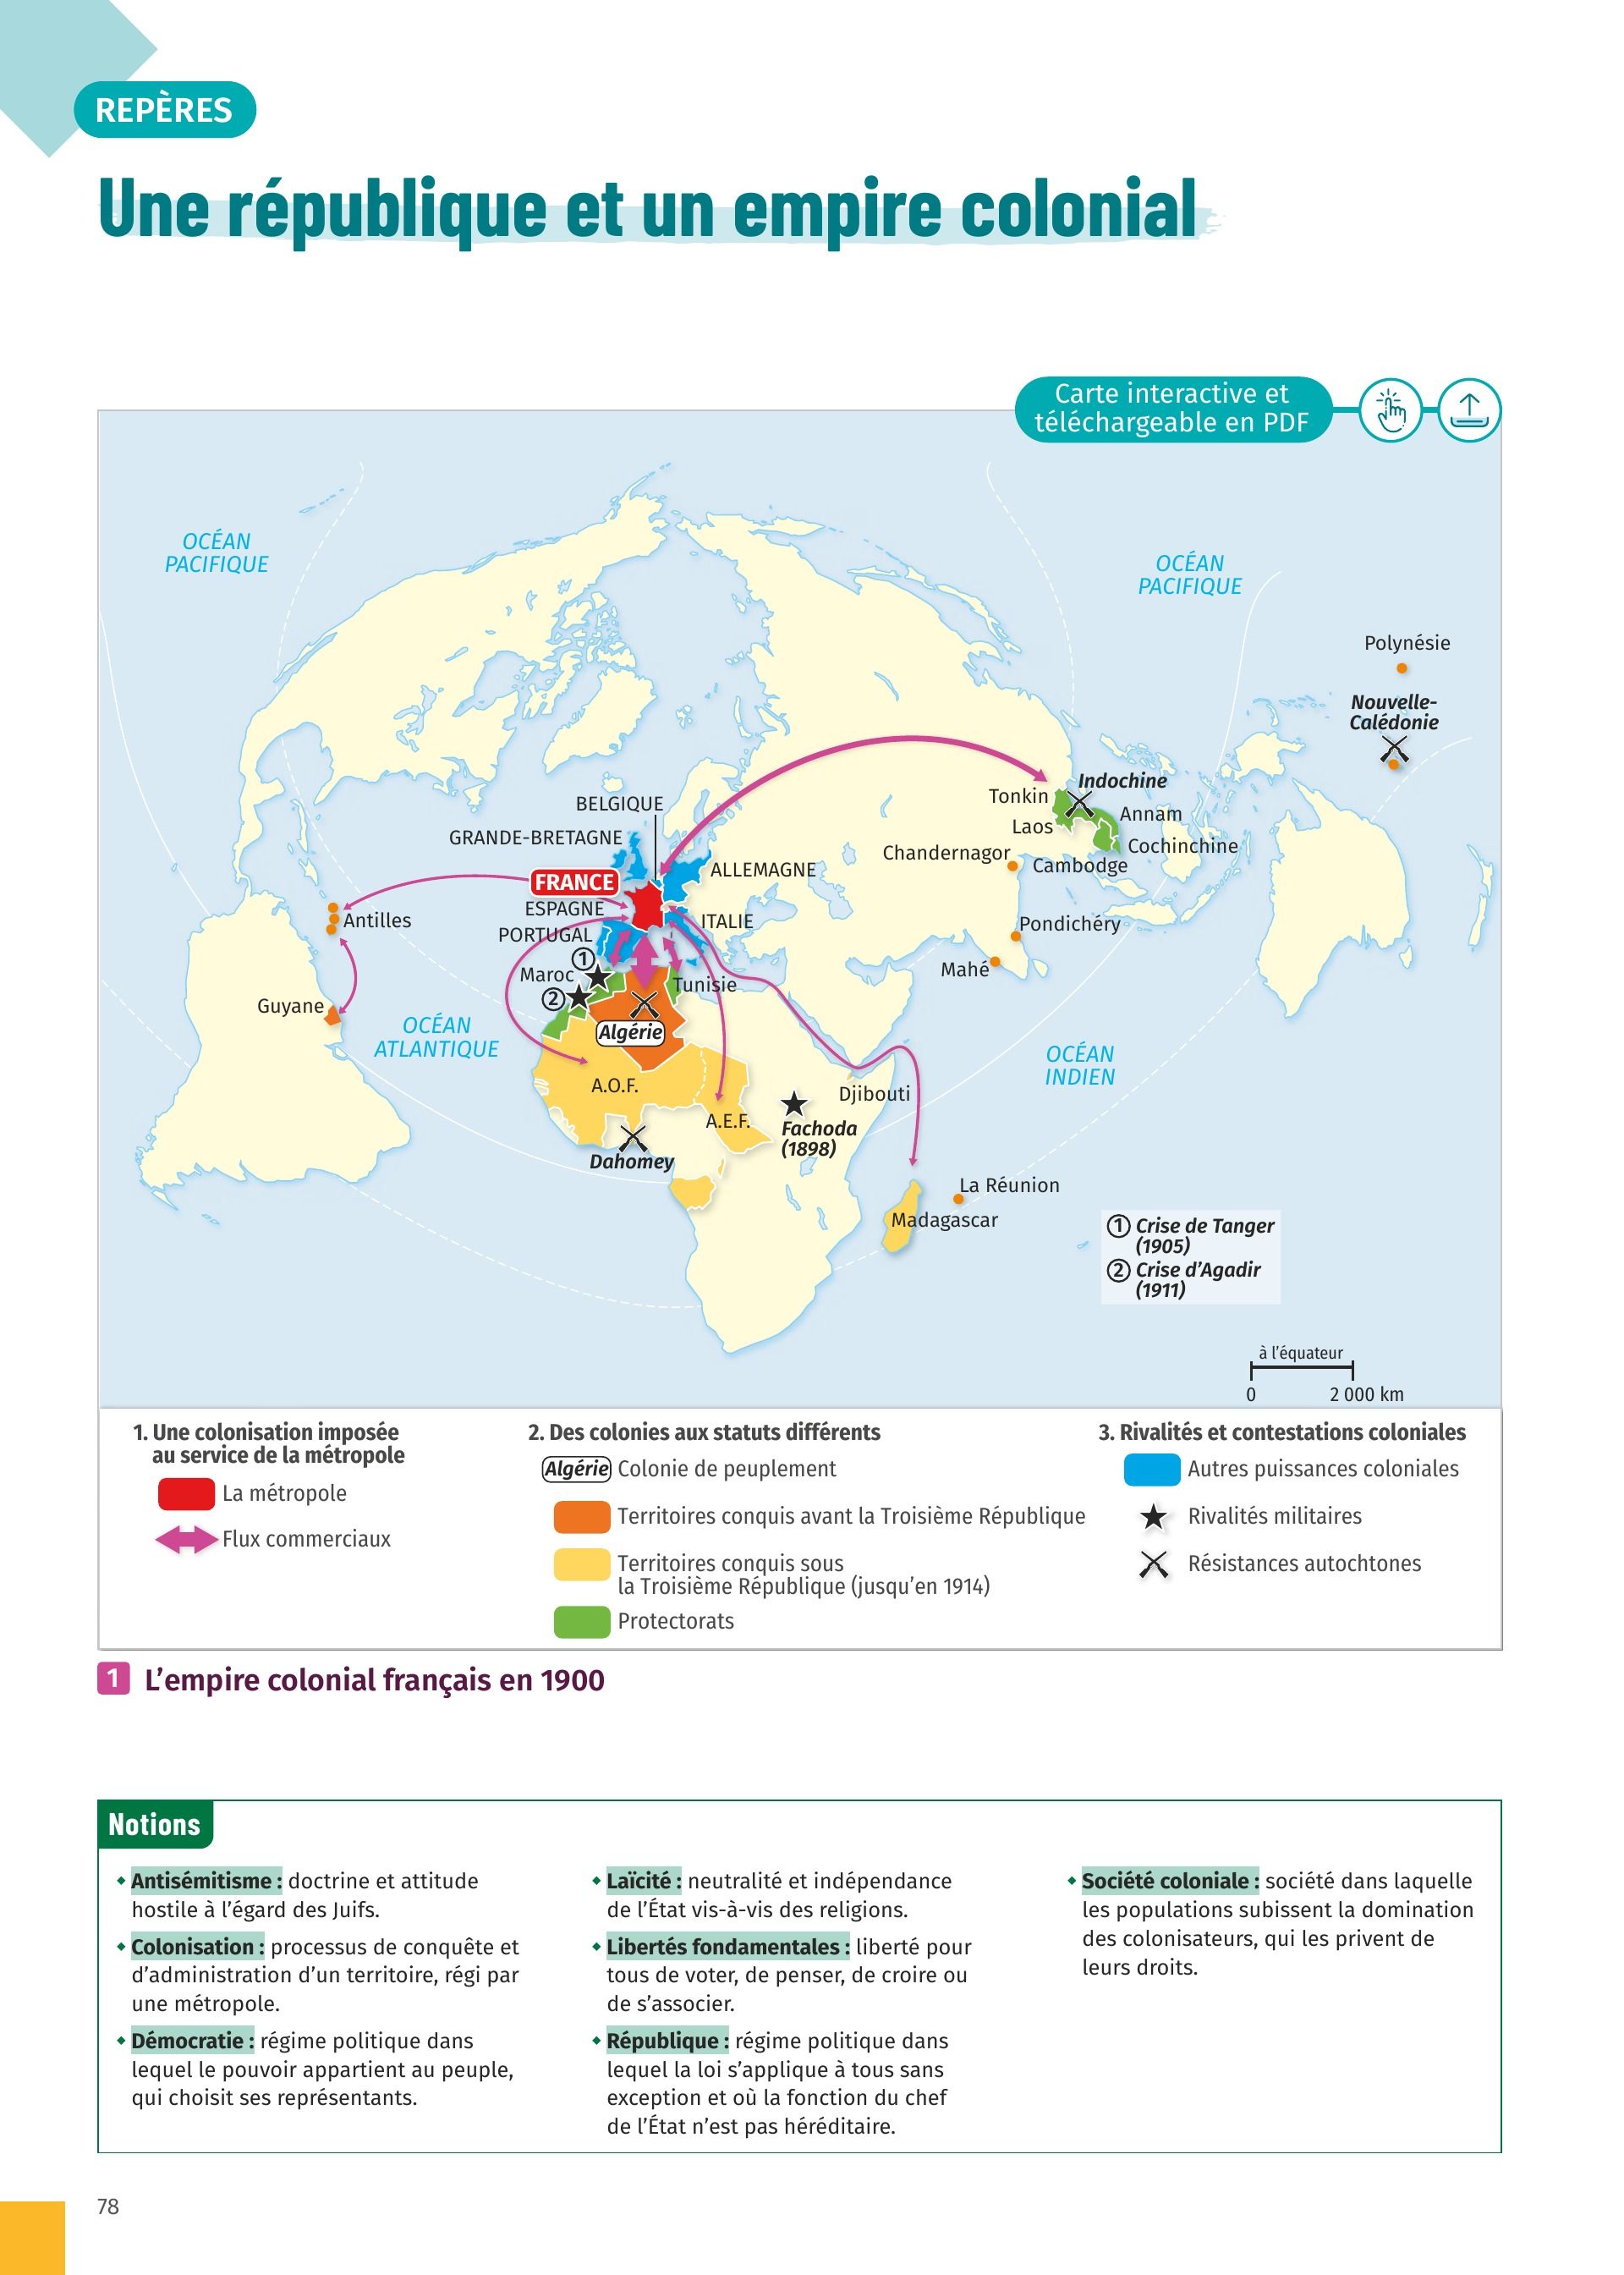 REPÈRES
Une république et un empire colonial
Carte interactive et
téléchargeable en PDF
OCÉAN
PACIFIQUE
OCÉAN
PACIFIQUE
Polynésie
Nouvelle-
Calédonie
BELGIQUE
GRANDE-BRETAGNE
FRANCE
ALLEMAGNE
ESPAGNE
ITALIE
PORTUGAL
1
Maroc
2
Tunisie
Algérie
Antilles
Guyane
OCÉAN
ATLANTIQUE
Indochine
Tonkin
Annam
Laos
Cochinchine
Chandernagor
Cambodge
Pondichéry
Mahé
OCÉAN
INDIEN
A.O.F.
A.E.F.
Djibouti
Fachoda
(1898)
Dahomey
La Réunion
Madagascar
1 Crise de Tanger
(1905)
2 Crise d’Agadir
(1911)
à l’équateur
0 2 000 km
1. Une colonisation imposée
au service de la métropole
La métropole
Flux commerciaux
2. Des colonies aux statuts différents
Algérie Colonie de peuplement
Territoires conquis avant la Troisième République
Territoires conquis sous
la Troisième République (jusqu’en 1914)
Protectorats
3. Rivalités et contestations coloniales
Autres puissances coloniales
Rivalités militaires
Résistances autochtones
1 L’empire colonial français en 1900
Notions
Antisémitisme : doctrine et attitude
hostile à l’égard des Juifs.
Colonisation : processus de conquête et
d’administration d’un territoire, régi par
une métropole.
Démocratie : régime politique dans
lequel le pouvoir appartient au peuple,
qui choisit ses représentants.
Laïcité : neutralité et indépendance
de l’État vis-à-vis des religions.
Libertés fondamentales : liberté pour
tous de voter, de penser, de croire ou
de s’associer.
République : régime politique dans
lequel la loi s’applique à tous sans
exception et où la fonction du chef
de l’État n’est pas héréditaire.
Société coloniale : société dans laquelle
les populations subissent la domination
des colonisateurs, qui les privent de
leurs droits.
78